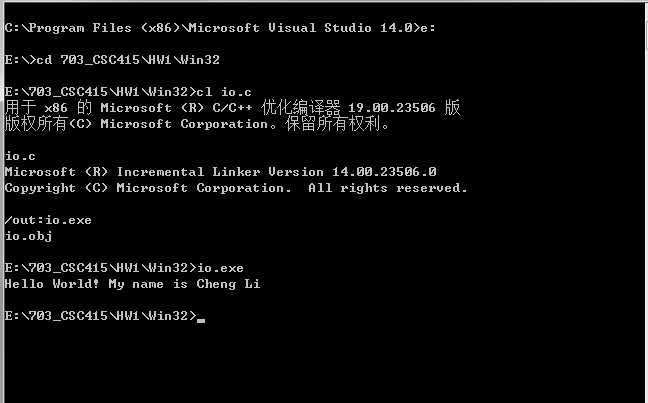 C:\Program Files (x86)\Microsoft Visual Studio 14.0>e:
E:\>cd 703_CSC415\HW1\Win32
E:\703_CSC415\HW1\Win32>cl io.c
用于 x86 的 Microsoft (R) C/C++ 优化编译器 19.00.23506 版
版权所有(C) Microsoft Corporation。保留所有权利。
io.c
Microsoft (R) Incremental Linker Version 14.00.23506.0
Copyright (C) Microsoft Corporation.  All rights reserved.
/out:io.exe
io.obj
E:\703_CSC415\HW1\Win32>io.exe
Hello World! My name is Cheng Li
E:\703_CSC415\HW1\Win32>